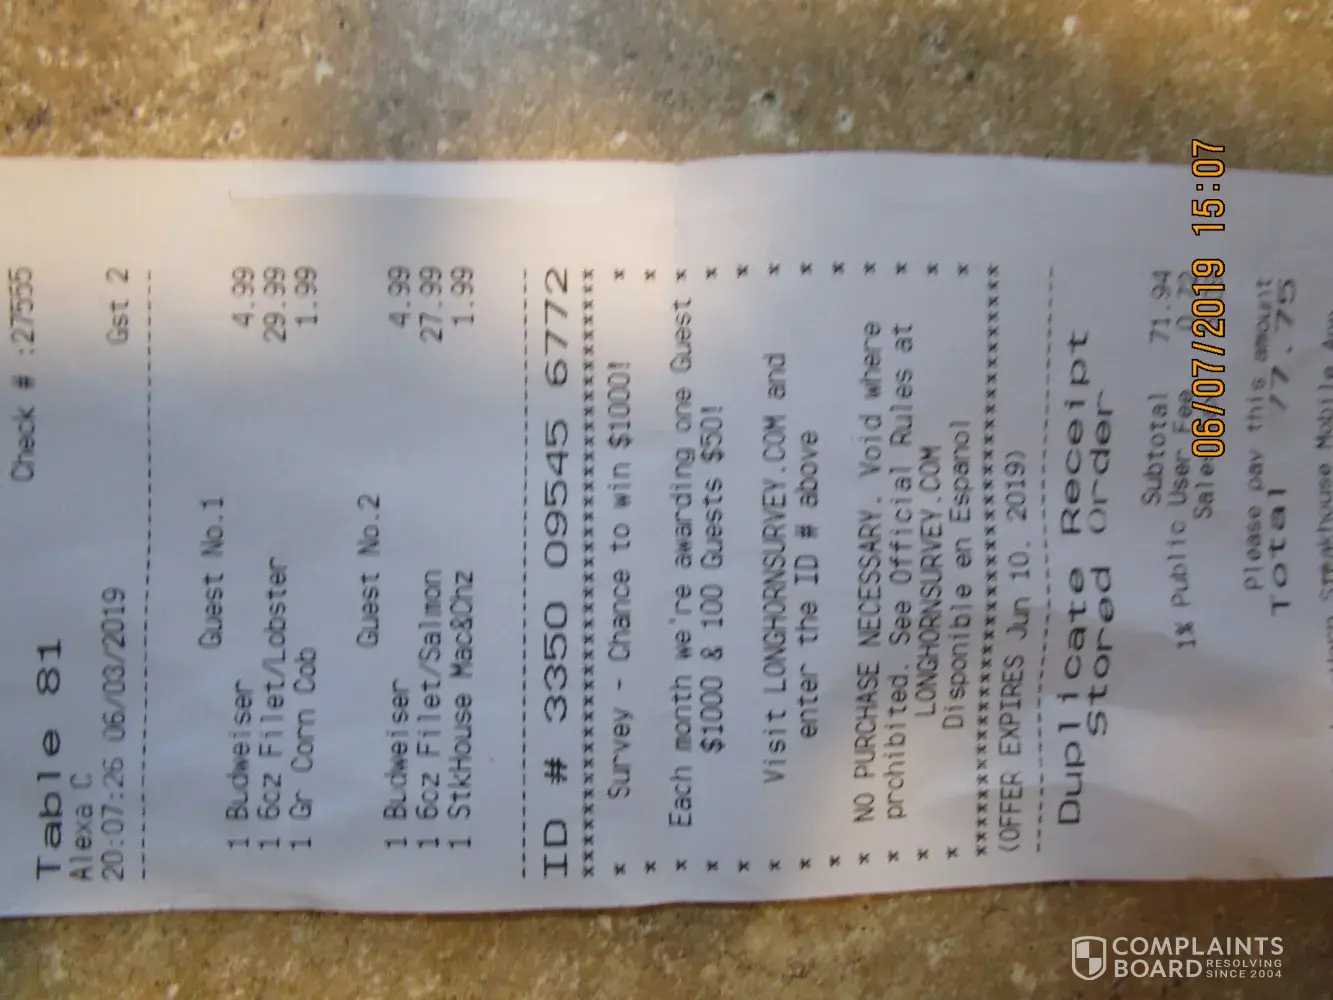 Check # :27555
Table 81
Alexa C
20:07:26 06/03/2019 Gst 2
Guest No.1
1 Budweiser 4.99
1 6oz Filet/Lobster 29.99
1 Gr Corn Cob 1.99
Guest No.2
1 Budweiser 4.99
1 6oz Filet/Salmon 27.99
1 StkHouse Mac&Chz 1.99
ID # 3350 09545 6772
Survey - Chance to win $1000!
Each month we're awarding one Guest
$1000 & 100 Guests $50!
Visit LONGHORNSURVEY.COM and
enter the ID # above
NO PURCHASE NECESSARY. Void where
prohibited. See Official Rules at
LONGHORNSURVEY.COM
Disponible en Espanol
(OFFER EXPIRES Jun 10, 2019)
Duplicate Receipt
Stored Order
Subtotal 71.94
1% Public User Fee
Please pay this amount
Total 77.75
Steakhouse Mobile App
06/07/2019 15:07
COMPLAINTS
BOARD RESOLVING
SINCE 2004